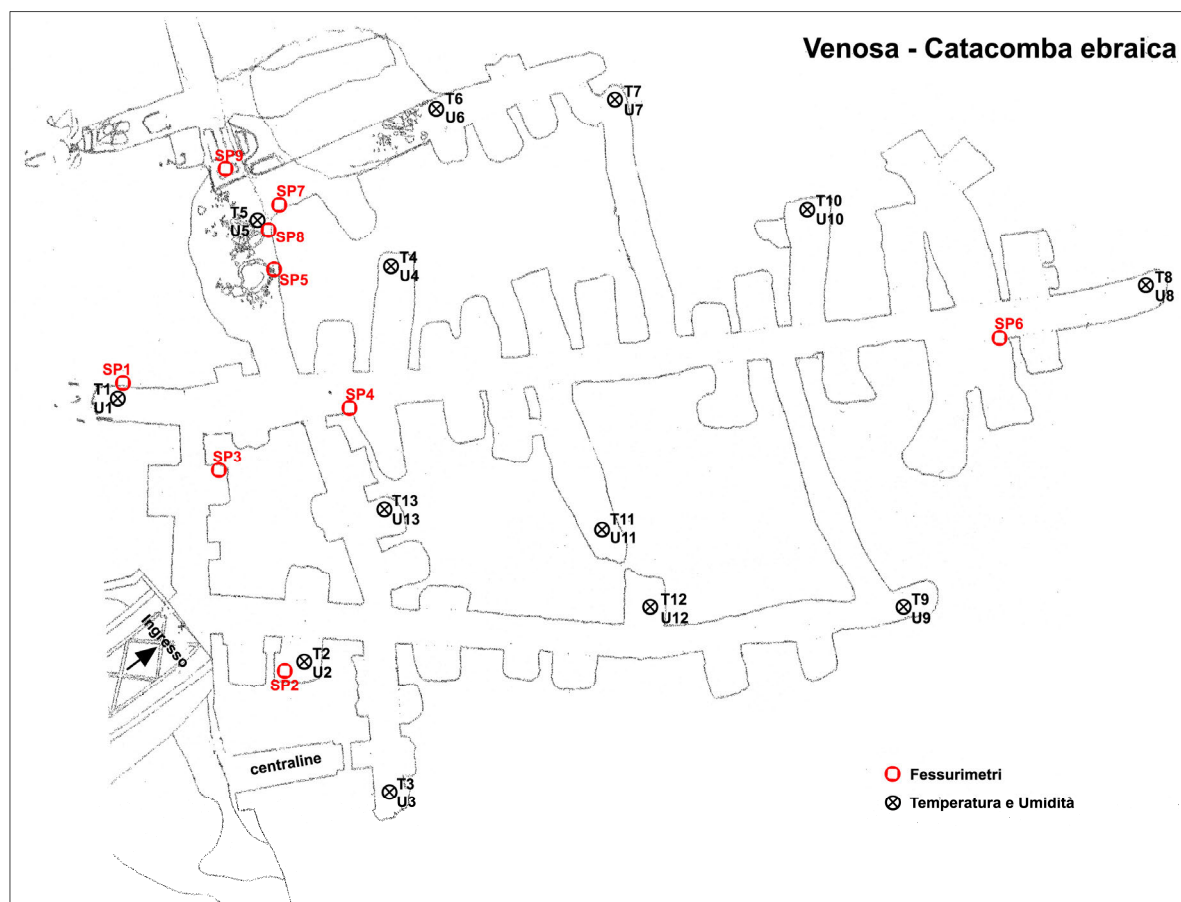 Venosa - Catacomba ebraica
T6
U6
T7
U7
SP9
SP7
T5
U5
SP8
SP5
T4
U4
T10
U10
T8
U8
SP6
SP1
T1
U1
SP4
SP3
T13
U13
T11
U11
T12
U12
T9
U9
Ingresso
T2
U2
SP2
centraline
T3
U3
Fessurimetri
Temperatura e Umidità